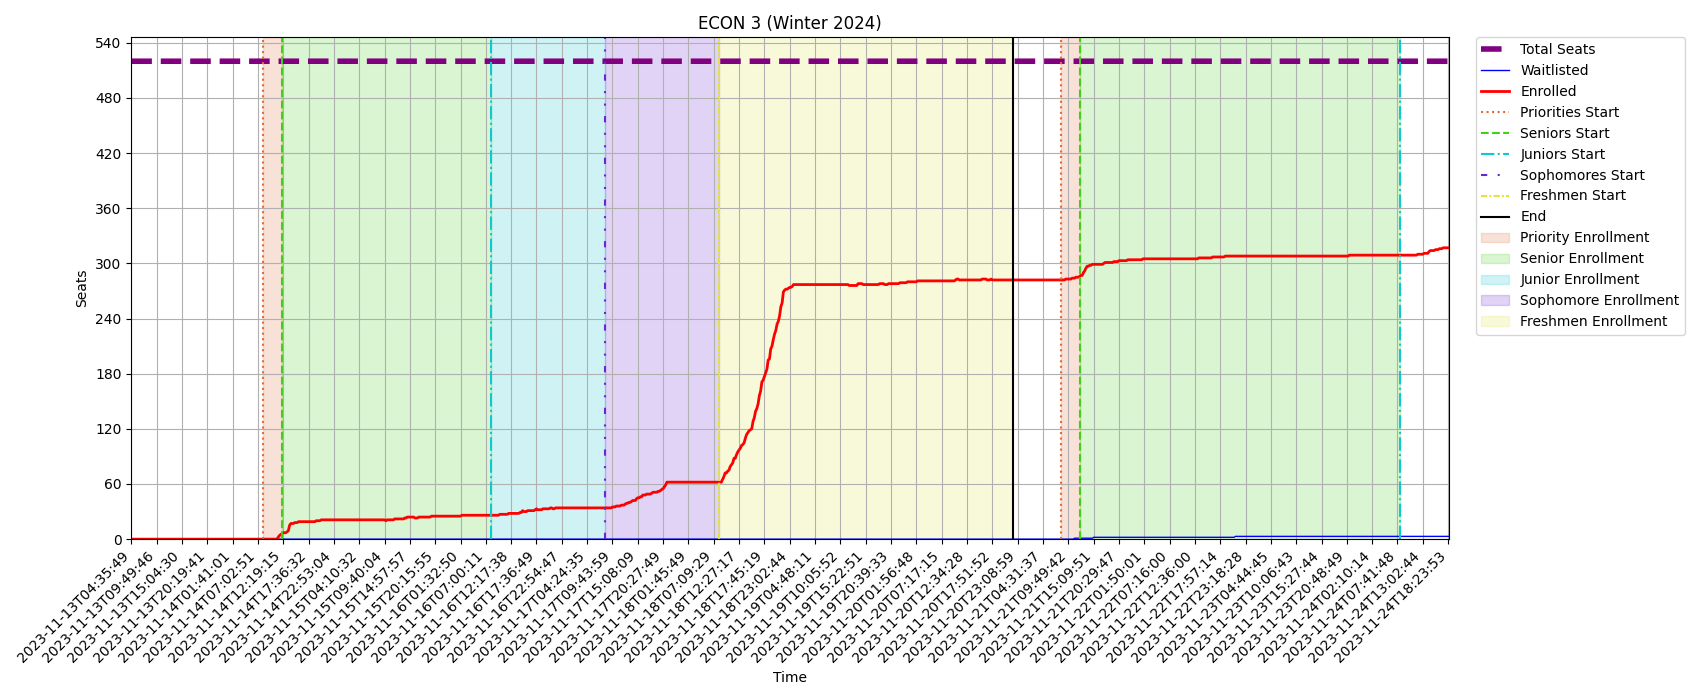 ECON 3 (Winter 2024)
540
480
420
360
300
240
180
120
60
0
Seats
2023-11-13T04:35:49
2023-11-13T09:49:46
2023-11-13T15:04:30
2023-11-13T20:19:41
2023-11-14T01:41:01
2023-11-14T07:02:51
2023-11-14T12:19:15
2023-11-14T17:36:32
2023-11-14T22:53:04
2023-11-15T04:10:32
2023-11-15T09:40:04
2023-11-15T14:57:57
2023-11-15T20:15:55
2023-11-16T01:32:50
2023-11-16T07:00:11
2023-11-16T12:17:38
2023-11-16T17:36:49
2023-11-16T22:54:47
2023-11-17T04:24:35
2023-11-17T09:43:59
2023-11-17T15:08:09
2023-11-17T20:27:49
2023-11-18T01:45:49
2023-11-18T07:09:29
2023-11-18T12:27:17
2023-11-18T17:45:19
2023-11-18T23:02:44
2023-11-19T04:48:11
2023-11-19T10:05:52
2023-11-19T15:22:51
2023-11-19T20:39:33
2023-11-20T01:56:48
2023-11-20T07:17:15
2023-11-20T12:34:28
2023-11-20T17:51:52
2023-11-20T23:08:59
2023-11-21T04:31:37
2023-11-21T09:49:42
2023-11-21T15:09:51
2023-11-21T20:29:47
2023-11-22T01:50:01
2023-11-22T07:16:00
2023-11-22T12:36:00
2023-11-22T17:57:14
2023-11-22T23:18:28
2023-11-23T04:44:45
2023-11-23T10:06:43
2023-11-23T15:27:44
2023-11-23T20:48:49
2023-11-24T02:10:14
2023-11-24T07:41:48
2023-11-24T13:02:44
2023-11-24T18:23:53
Time
Total Seats
Waitlisted
Enrolled
Priorities Start
Seniors Start
Juniors Start
Sophomores Start
Freshmen Start
End
Priority Enrollment
Senior Enrollment
Junior Enrollment
Sophomore Enrollment
Freshmen Enrollment